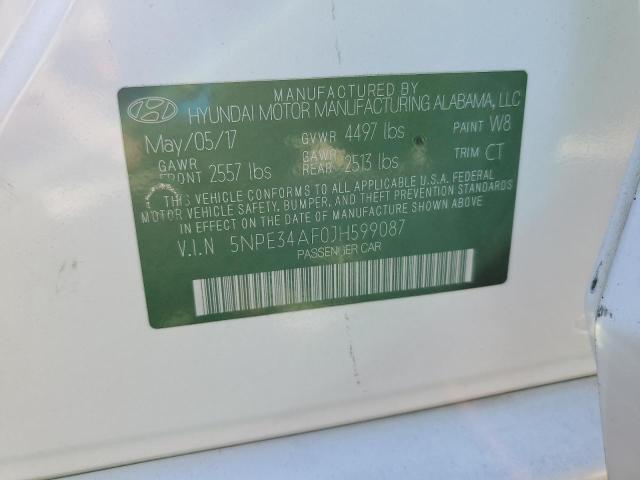 MANUFACTURED BY
HYUNDAI MOTOR MANUFACTURING ALABAMA, LLC
May/05/17 GVWR 4497 lbs PAINT W8
GAWR FRONT 2557 lbs GAWR REAR 2513 lbs TRIM CT
THIS VEHICLE CONFORMS TO ALL APPLICABLE U.S.A. FEDERAL
MOTOR VEHICLE SAFETY, BUMPER, AND THEFT PREVENTION STANDARDS
IN EFFECT ON THE DATE OF MANUFACTURE SHOWN ABOVE
V.I.N 5NPE34AF0JH599087
PASSENGER CAR